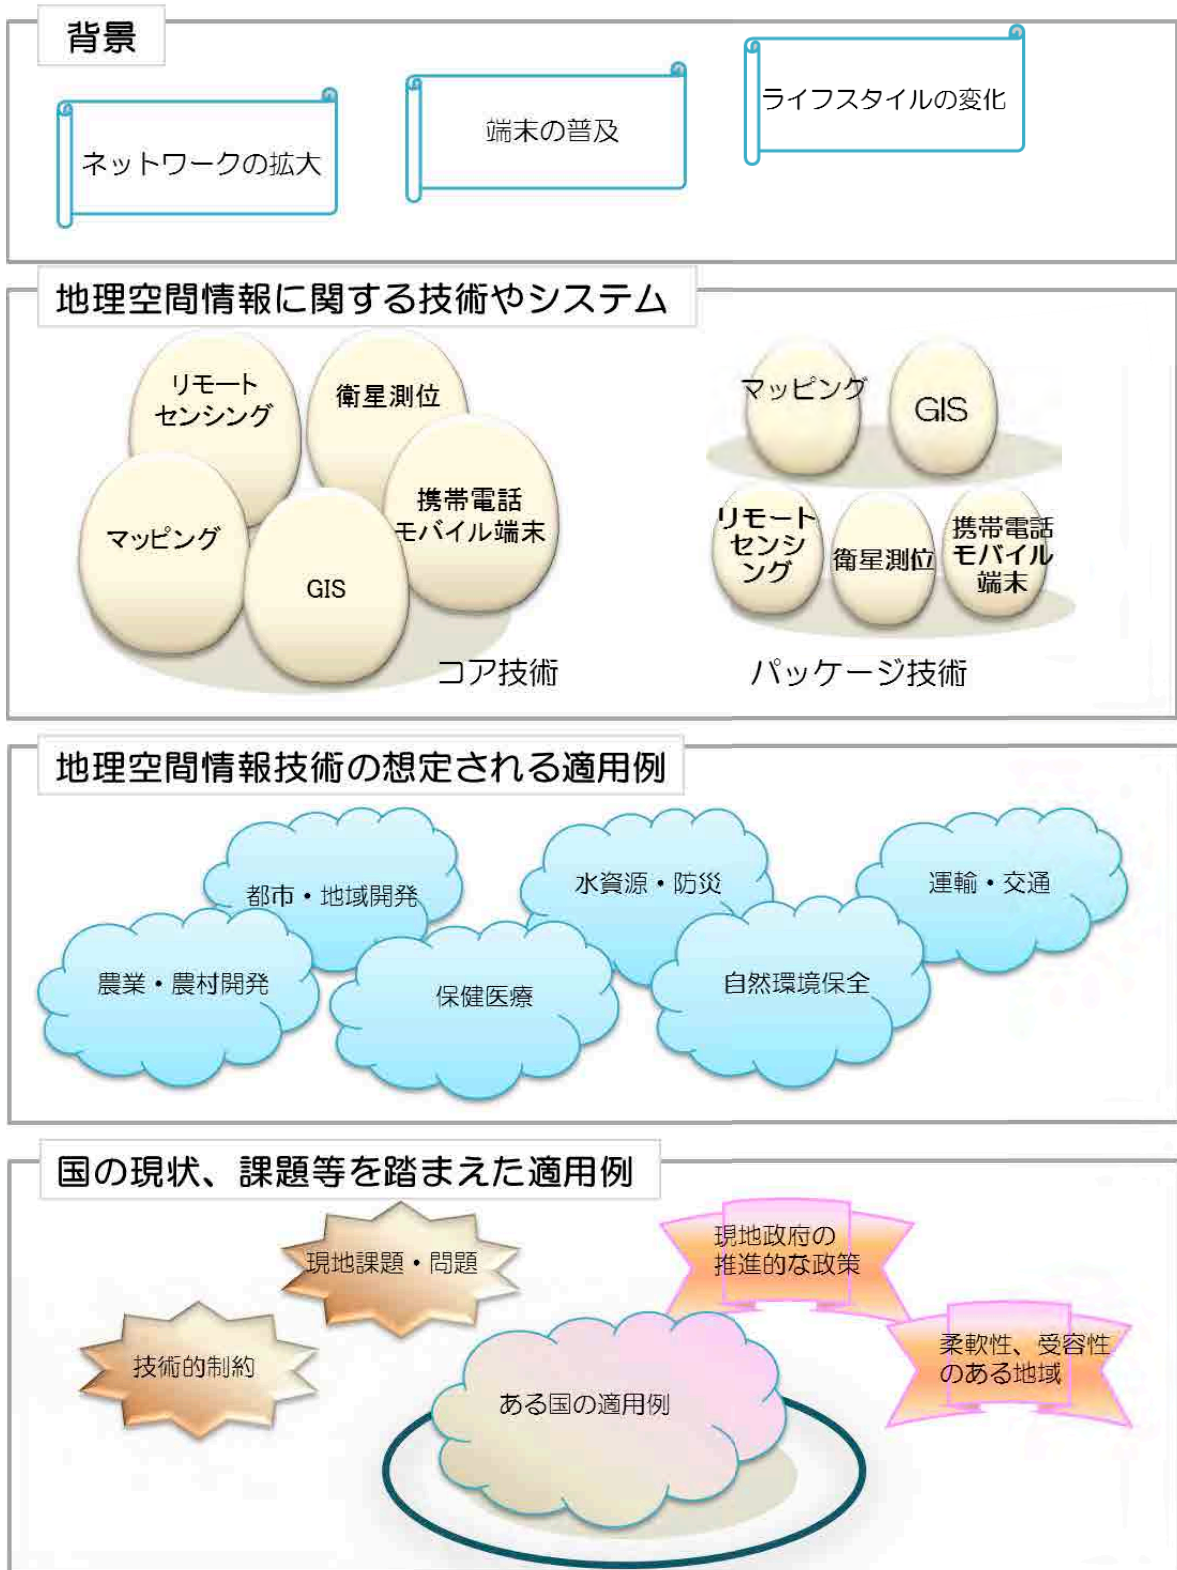 背景
ネットワークの拡大
端末の普及
ライフスタイルの変化
地理空間情報に関する技術やシステム
リモート
センシング
衛星測位
マッピング
GIS
携帯電話
モバイル端末
コア技術
マッピング
GIS
リモート
センシ
ング
衛星測位
携帯電話
モバイル
端末
パッケージ技術
地理空間情報技術の想定される適用例
都市・地域開発
水資源・防災
運輸・交通
農業・農村開発
保健医療
自然環境保全
国の現状、課題等を踏まえた適用例
現地課題・問題
技術的制約
現地政府の
推進的な政策
柔軟性、受容性
のある地域
ある国の適用例